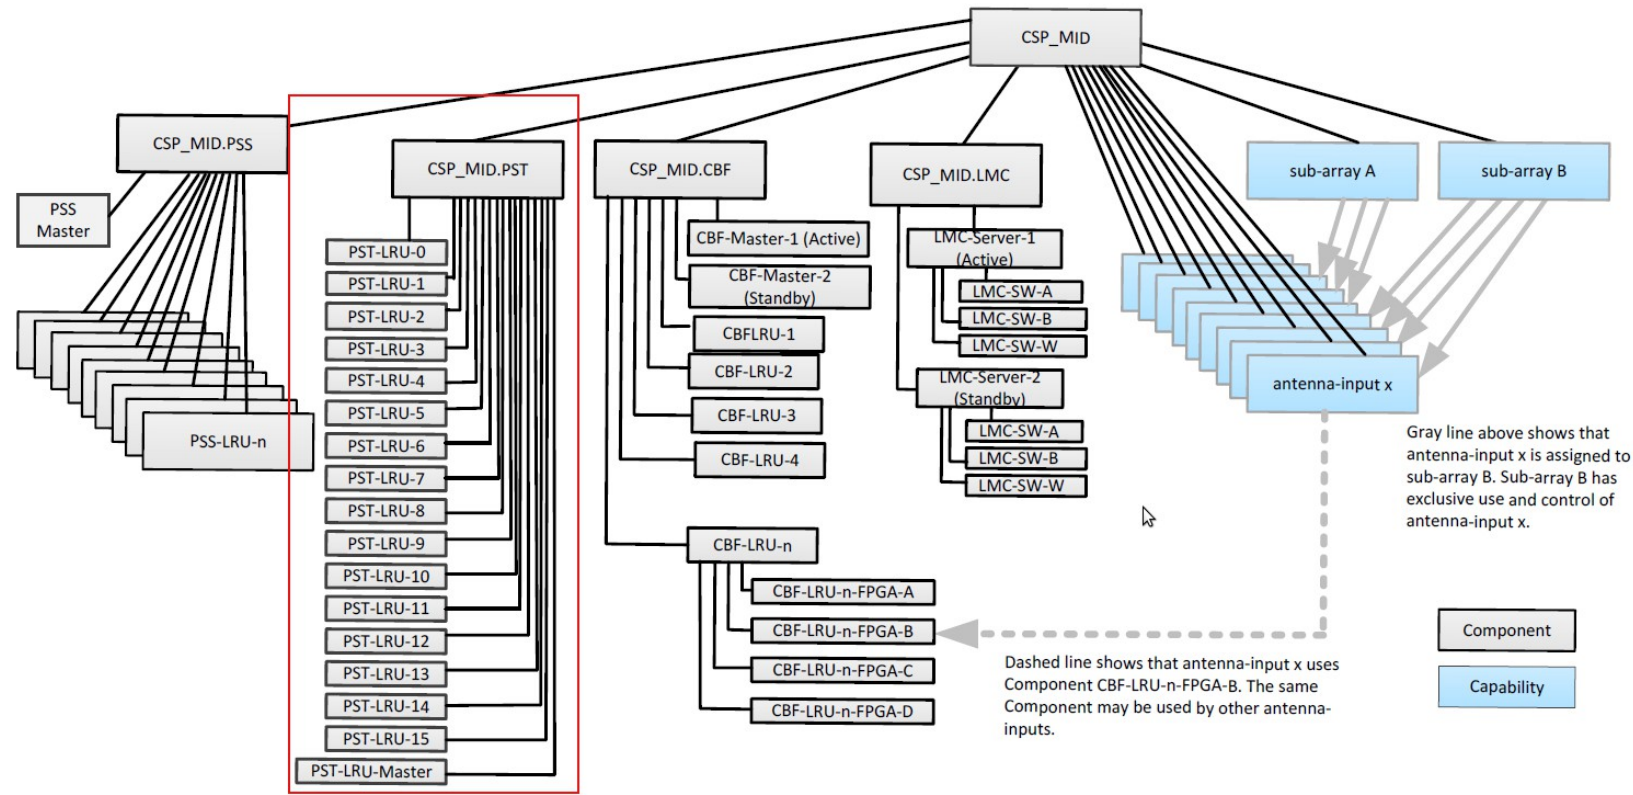 CSP_MID
CSP_MID.PSS
PSS
Master
PSS-LRU-n
CSP_MID.PST
PST-LRU-0
PST-LRU-1
PST-LRU-2
PST-LRU-3
PST-LRU-4
PST-LRU-5
PST-LRU-6
PST-LRU-7
PST-LRU-8
PST-LRU-9
PST-LRU-10
PST-LRU-11
PST-LRU-12
PST-LRU-13
PST-LRU-14
PST-LRU-15
PST-LRU-Master
CSP_MID.CBF
CBF-Master-1 (Active)
CBF-Master-2
(Standby)
CBFLRU-1
CBF-LRU-2
CBF-LRU-3
CBF-LRU-4
CBF-LRU-n
CBF-LRU-n-FPGA-A
CBF-LRU-n-FPGA-B
CBF-LRU-n-FPGA-C
CBF-LRU-n-FPGA-D
CSP_MID.LMC
LMC-Server-1
(Active)
LMC-SW-A
LMC-SW-B
LMC-SW-W
LMC-Server-2
(Standby)
LMC-SW-A
LMC-SW-B
LMC-SW-W
sub-array A
sub-array B
antenna-input x
Gray line above shows that
antenna-input x is assigned to
sub-array B. Sub-array B has
exclusive use and control of
antenna-input x.
Dashed line shows that antenna-input x uses
Component CBF-LRU-n-FPGA-B. The same
Component may be used by other antenna-
inputs.
Component
Capability